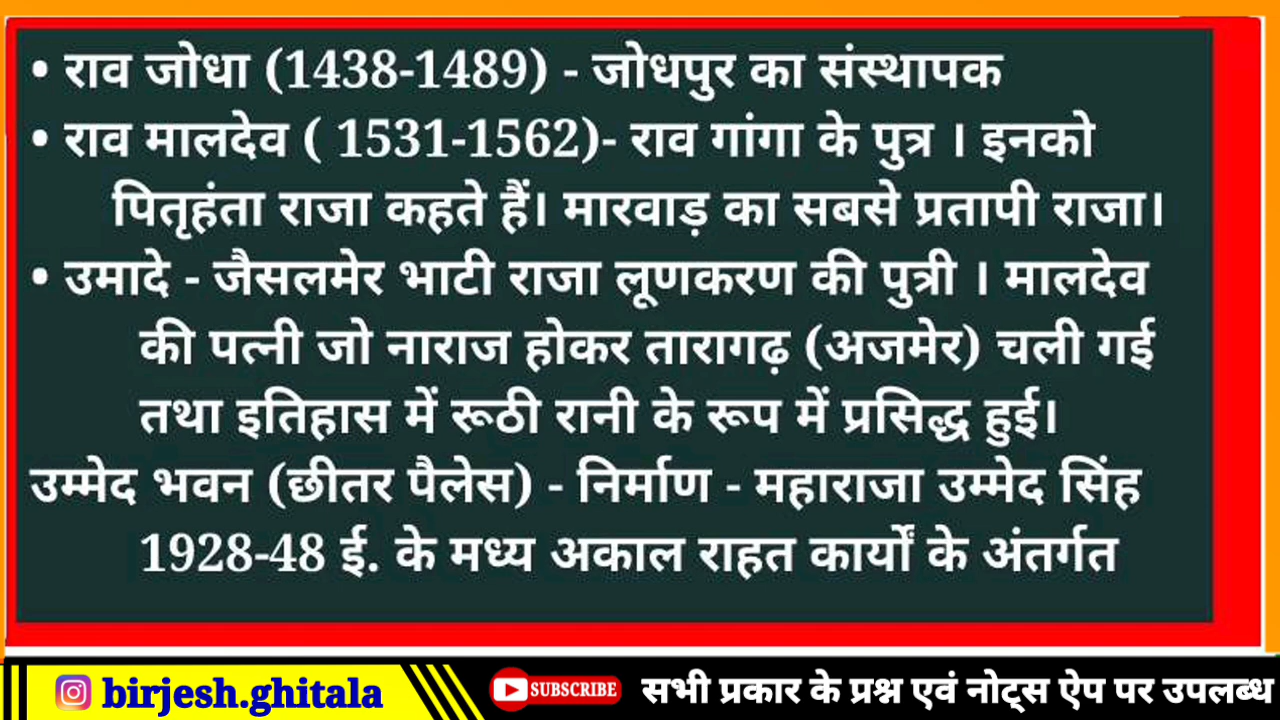 • राव जोधा (1438-1489) - जोधपुर का संस्थापक
• राव मालदेव ( 1531-1562)- राव गांगा के पुत्र । इनको
पितृहंता राजा कहते हैं। मारवाड़ का सबसे प्रतापी राजा।
• उमादे - जैसलमेर भाटी राजा लूणकरण की पुत्री । मालदेव
की पत्नी जो नाराज होकर तारागढ़ (अजमेर) चली गई
तथा इतिहास में रूठी रानी के रूप में प्रसिद्ध हुई।
उम्मेद भवन (छीतर पैलेस) - निर्माण - महाराजा उम्मेद सिंह
1928-48 ई. के मध्य अकाल राहत कार्यों के अंतर्गत
birjesh.ghitala SUBSCRIBE सभी प्रकार के प्रश्न एवं नोट्स ऐप पर उपलब्ध